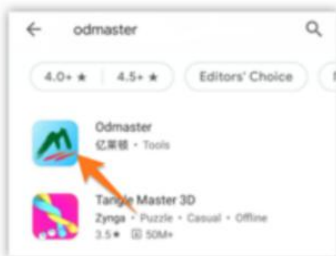 odmaster
4.0+ ★ 4.5+ ★ Editors' Choice
Odmaster
亿莱顿 • Tools
Tangle Master 3D
Zynga • Puzzle • Casual • Offline
3.5★ 50M+